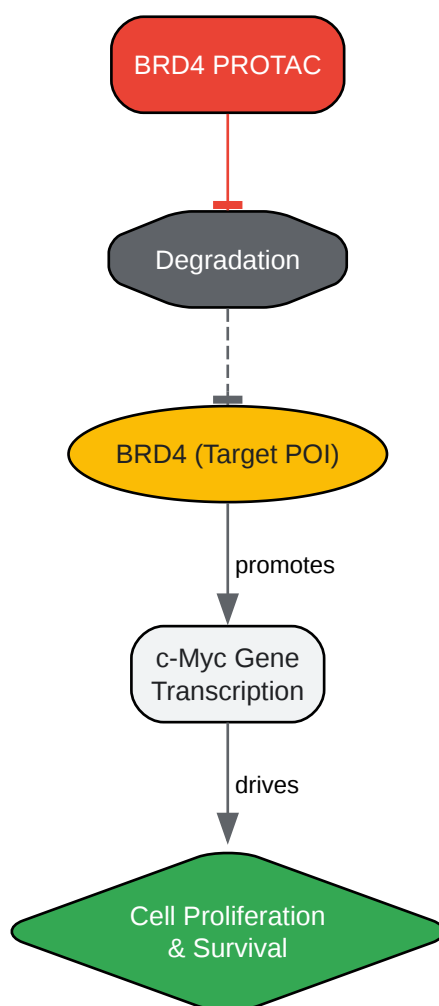 BRD4 PROTAC
Degradation
BRD4 (Target POI)
promotes
c-Myc Gene
Transcription
drives
Cell Proliferation
& Survival